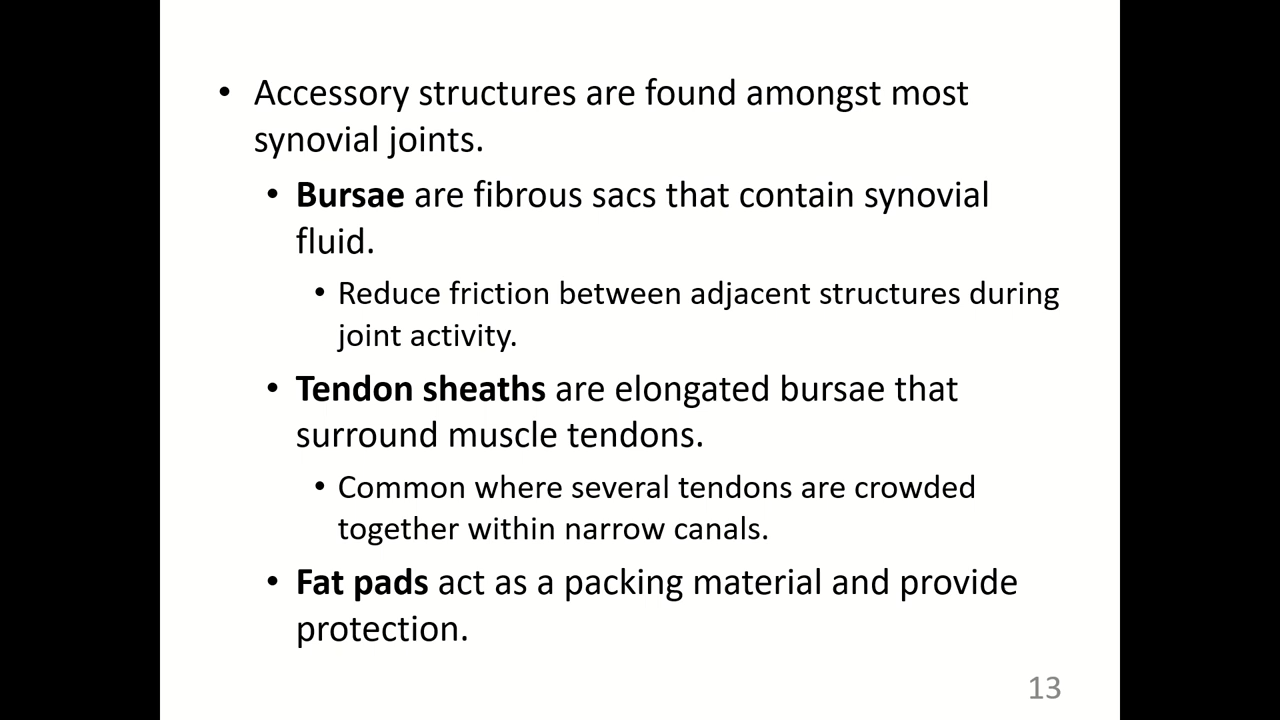 • Accessory structures are found amongst most
synovial joints.
• Bursae are fibrous sacs that contain synovial
fluid.
• Reduce friction between adjacent structures during
joint activity.
• Tendon sheaths are elongated bursae that
surround muscle tendons.
• Common where several tendons are crowded
together within narrow canals.
• Fat pads act as a packing material and provide
protection.
13